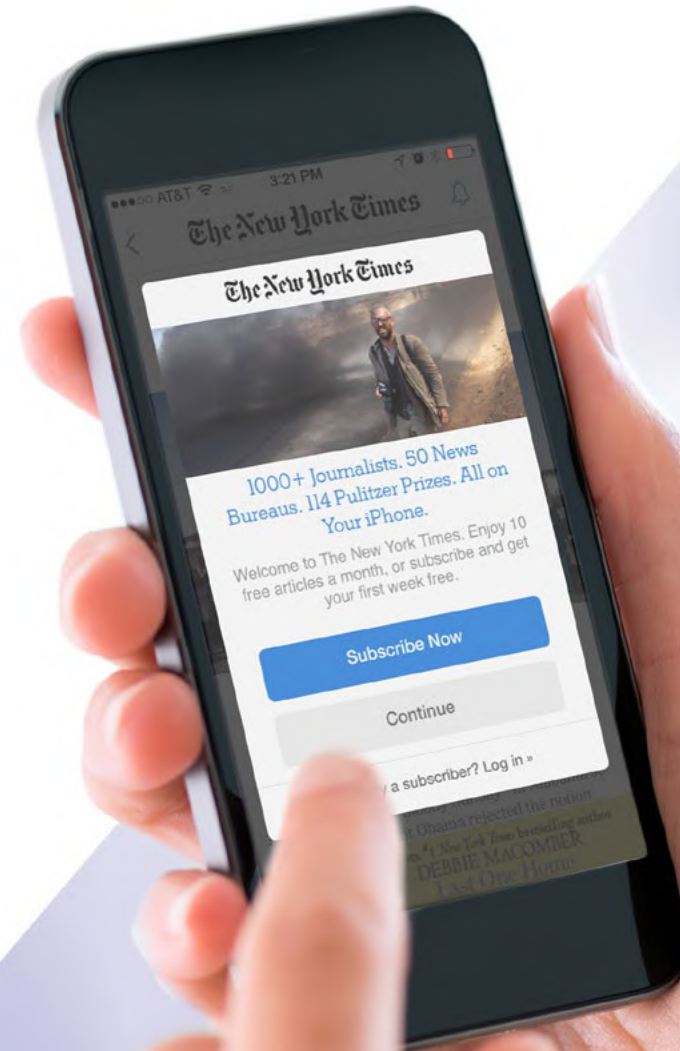 AT&T 3:21 PM
The New York Times
The New York Times
1000+ Journalists. 50 News
Bureaus. 114 Pulitzer Prizes. All on
Your iPhone.
Welcome to The New York Times. Enjoy 10
free articles a month, or subscribe and get
your first week free.
Subscribe Now
Continue
a subscriber? Log in »
Obama rejected the notion
#1 New York Times bestselling author
DEBBIE MACOMBER
Last One Home